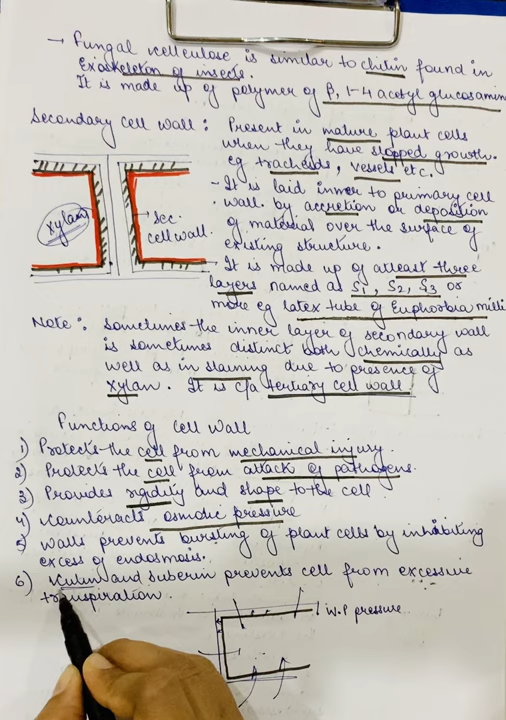 → Fungal cellulose is similar to chitin found in
Exoskeleton of insects.
It is made up of polymer of β, 1-4 acetyl glucosamin
Secondary cell wall : Present in mature plant cells
when they have stopped growth.
eg tracheids, vessels etc.
- It is laid inner to primary cell
wall by accretion or deposition
of material over the surface of
existing structure.
xylan
sec.
cell wall.
It is made up of atleast three
layers named as S1, S2, S3 or
more eg latex tube of Euphorbia milli
Note : Sometimes the inner layer of secondary wall
is sometimes distinct both chemically as
well as in staining due to presence of
xylan. It is c/a tertiary cell wall
Functions of Cell Wall
1) Protects the cell from mechanical injury.
2) Protects the cell from attack of pathogens.
3) Provides rigidity and shape to the cell.
4) counteracts osmotic pressure
5) Walls prevents bursting of plant cells by inhibiting
excess of endosmosis.
6) Cutin and suberin prevents cell from excessive
transpiration.
W.P pressure